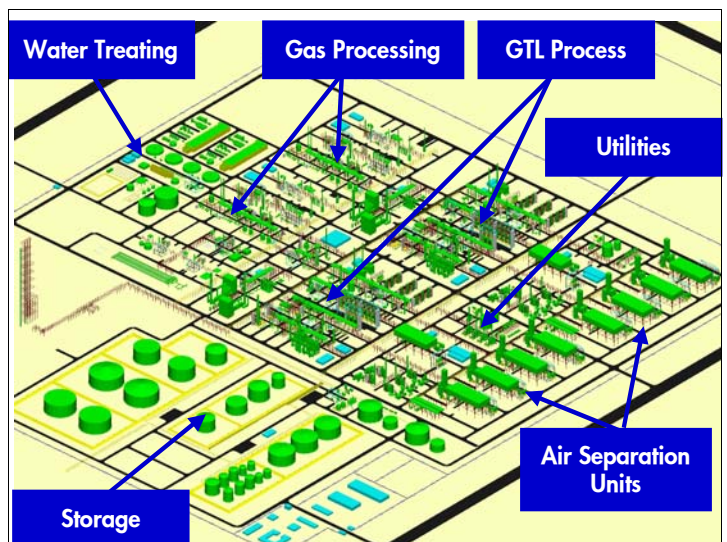 Water Treating
Gas Processing
GTL Process
Utilities
Air Separation
Units
Storage